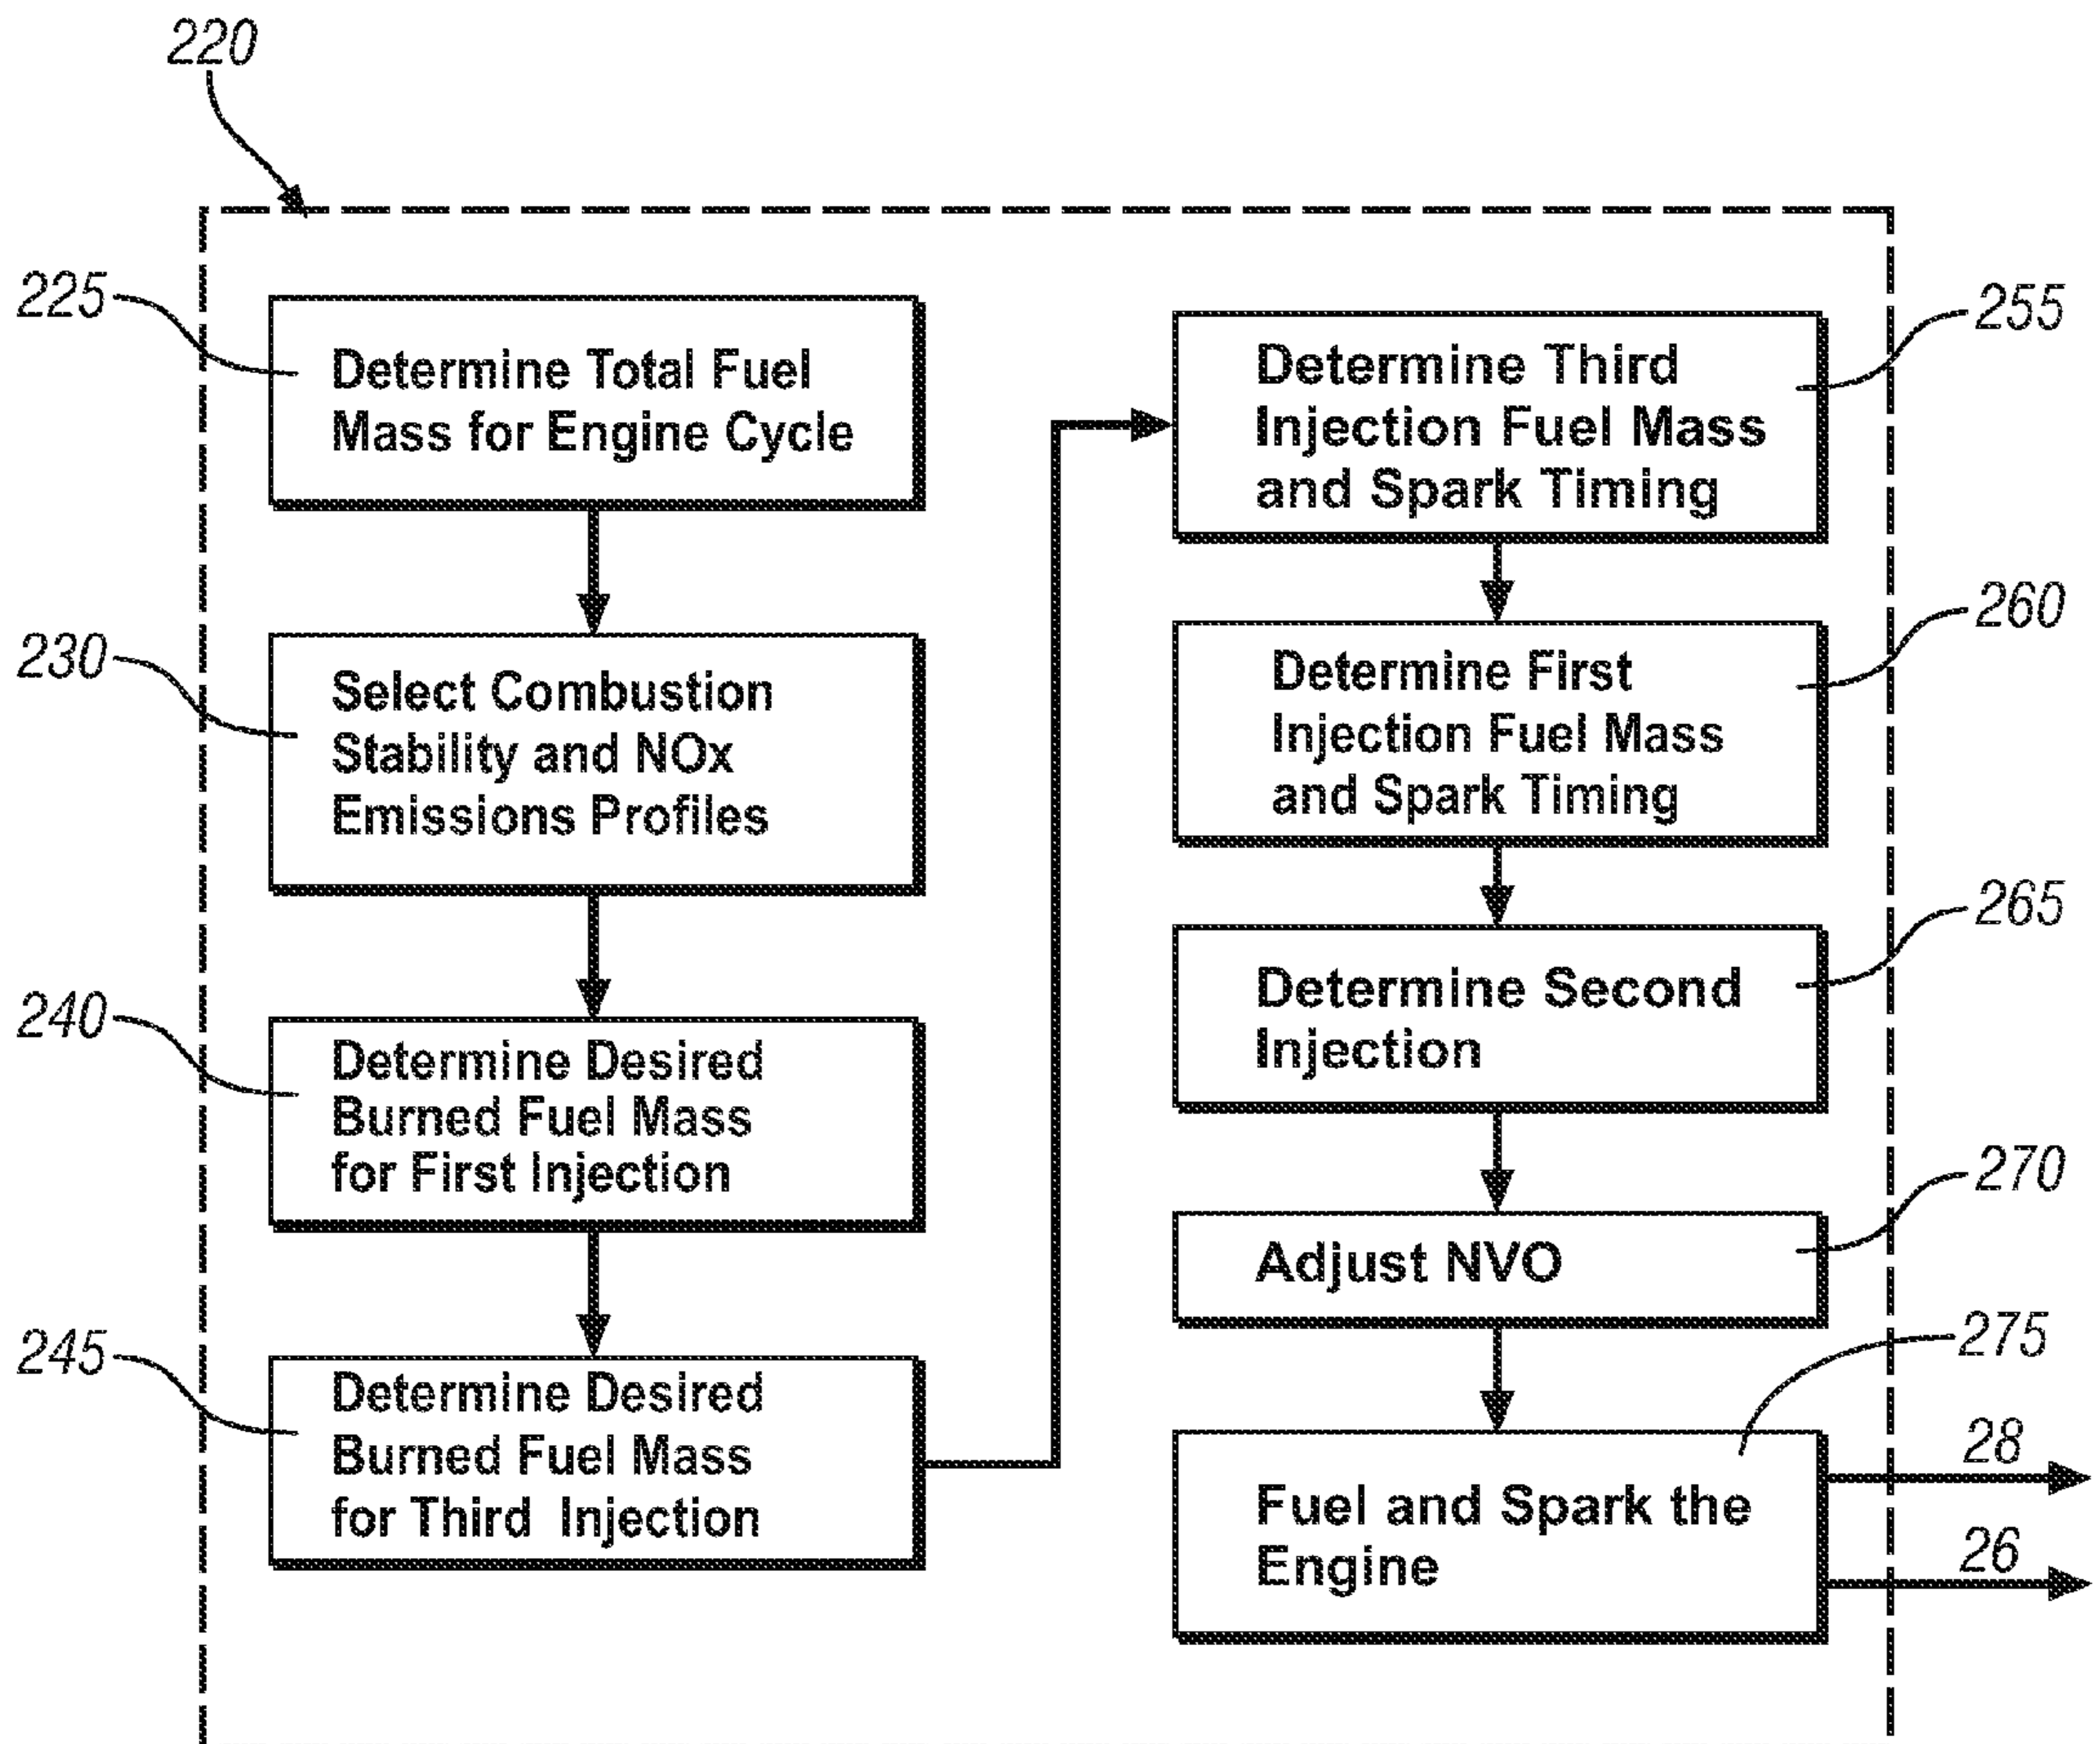 220
225
Determine Total Fuel
Mass for Engine Cycle
230
Select Combustion
Stability and NOx
Emissions Profiles
240
Determine Desired
Burned Fuel Mass
for First Injection
245
Determine Desired
Burned Fuel Mass
for Third Injection
255
Determine Third
Injection Fuel Mass
and Spark Timing
260
Determine First
Injection Fuel Mass
and Spark Timing
265
Determine Second
Injection
270
Adjust NVO
275
Fuel and Spark the
Engine
28
26